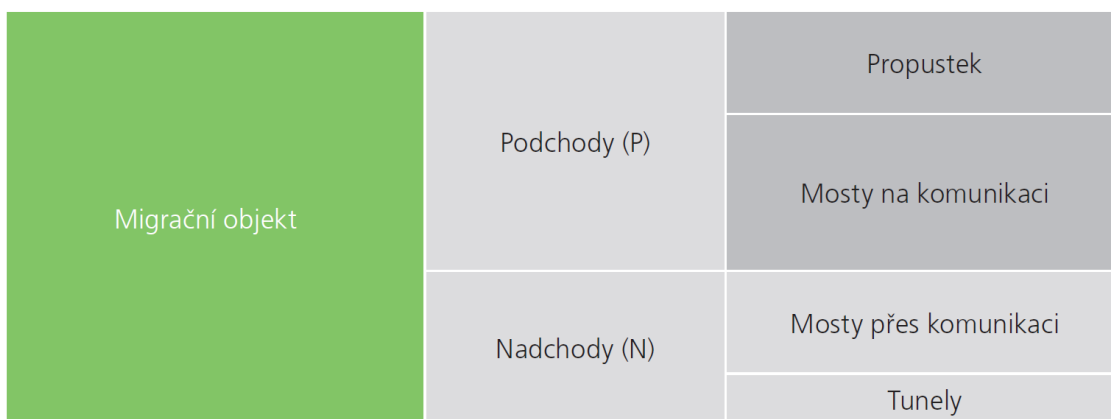 Migrační objekt
Podchody (P)
Propustek
Mosty na komunikaci
Nadchody (N)
Mosty přes komunikaci
Tunely